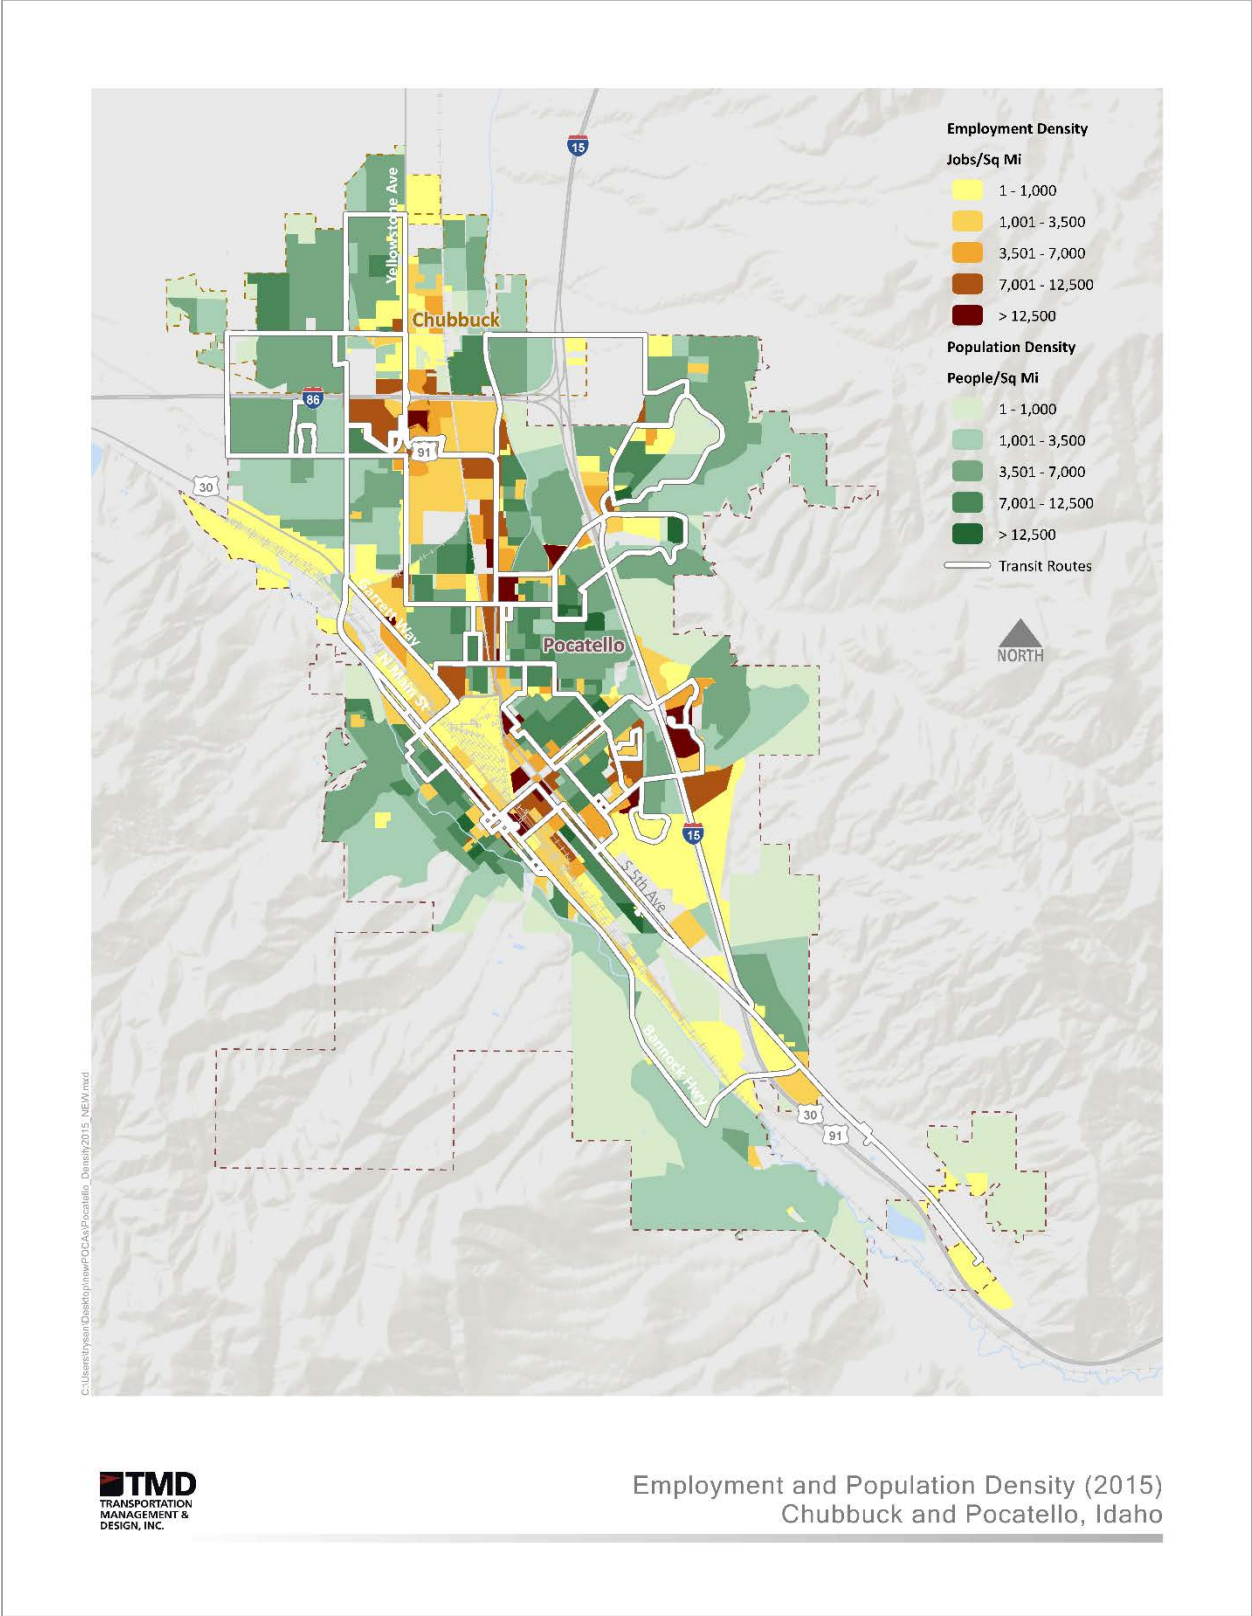 Employment Density
Jobs/Sq Mi
1 - 1,000
1,001 - 3,500
3,501 - 7,000
7,001 - 12,500
> 12,500
Population Density
People/Sq Mi
1 - 1,000
1,001 - 3,500
3,501 - 7,000
7,001 - 12,500
> 12,500
Transit Routes
NORTH
15
Yellowstone Ave
Chubbuck
86
91
30
Garrett Way
N Main St
Pocatello
15
S 5th Ave
Bannock Hwy
30
91
C:\Users\trysen\Desktop\newPOCAs\Pocatello_Density2015_NEW.mxd
TMD
TRANSPORTATION
MANAGEMENT &
DESIGN, INC.
Employment and Population Density (2015)
Chubbuck and Pocatello, Idaho